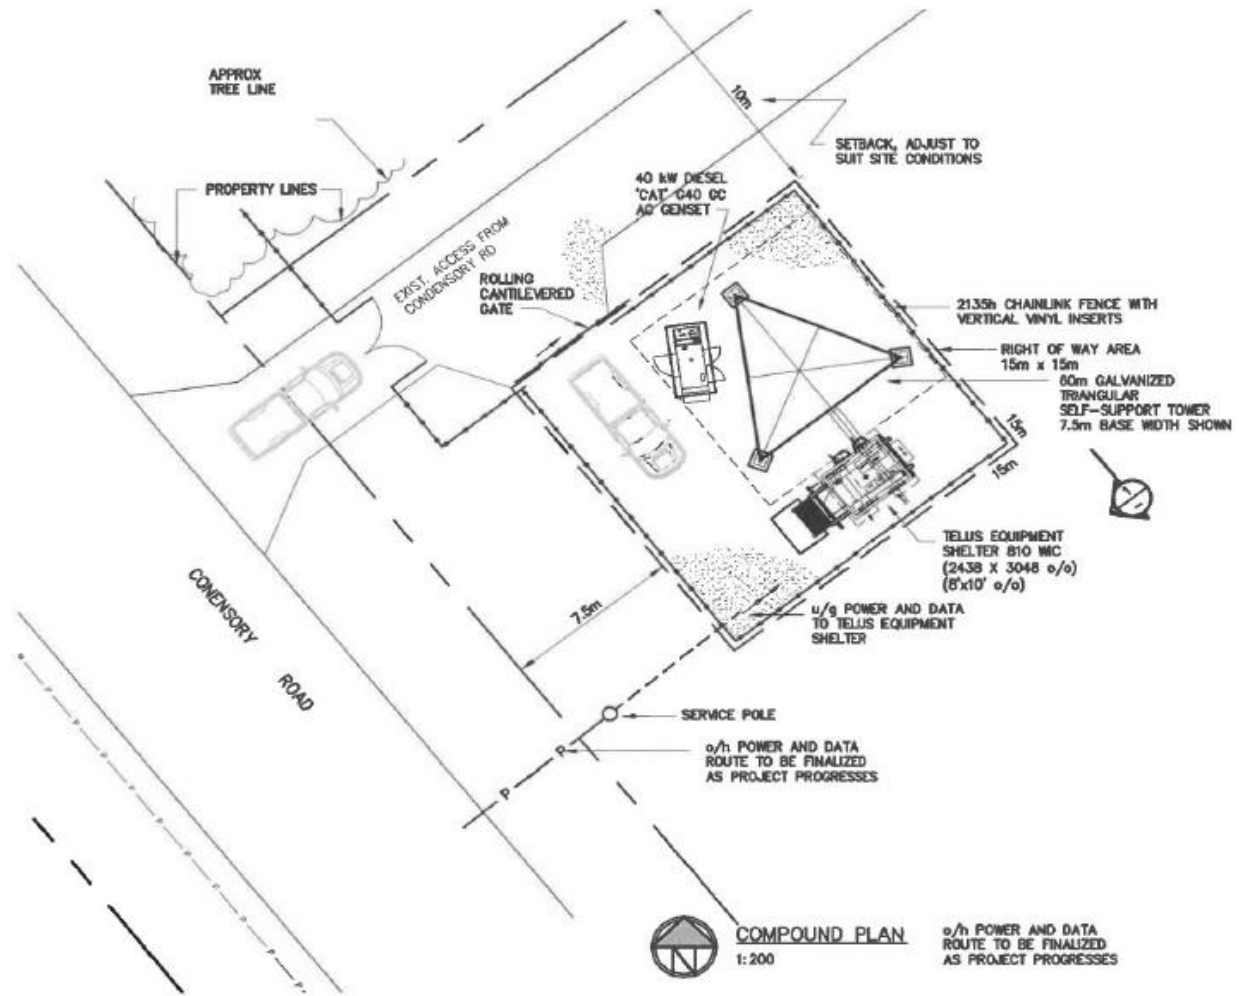 APPROX
TREE LINE
PROPERTY LINES
10m
SETBACK, ADJUST TO
SUIT SITE CONDITIONS
40 kW DIESEL
'CAT' G40 GC
AC GENSET
EXIST. ACCESS FROM
CONDENSORY RD
ROLLING
CANTILEVERED
GATE
2135h CHAINLINK FENCE WITH
VERTICAL VINYL INSERTS
RIGHT OF WAY AREA
15m x 15m
60m GALVANIZED
TRIANGULAR
SELF-SUPPORT TOWER
7.5m BASE WIDTH SHOWN
15m
15m
TELUS EQUIPMENT
SHELTER 810 WIC
(2438 X 3048 o/o)
(8'x10' o/o)
u/g POWER AND DATA
TO TELUS EQUIPMENT
SHELTER
7.5m
CONENSORY
ROAD
SERVICE POLE
P
P
o/h POWER AND DATA
ROUTE TO BE FINALIZED
AS PROJECT PROGRESSES
N
COMPOUND PLAN
1:200
o/h POWER AND DATA
ROUTE TO BE FINALIZED
AS PROJECT PROGRESSES